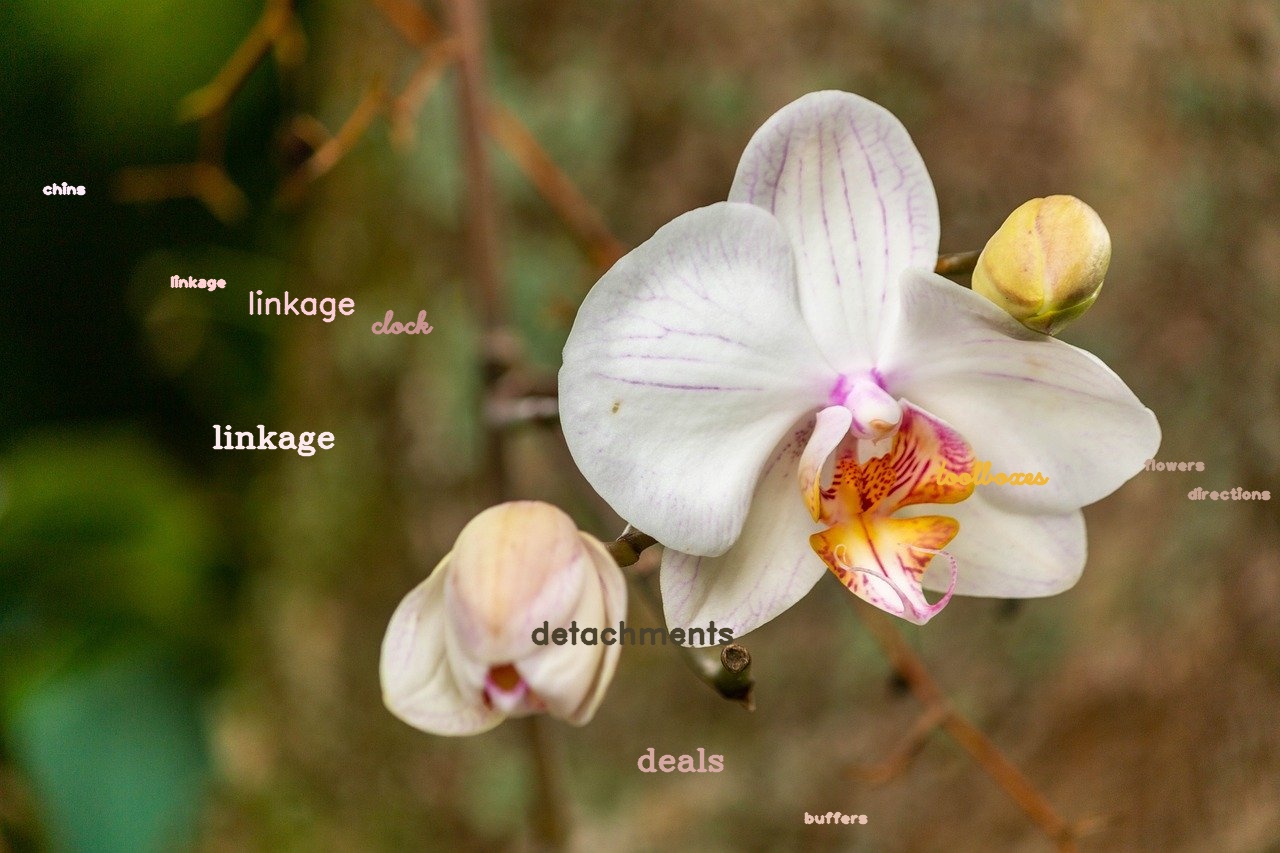 chins
linkage
linkage
clock
linkage
flowers
toolboxes
directions
detachments
deals
buffers